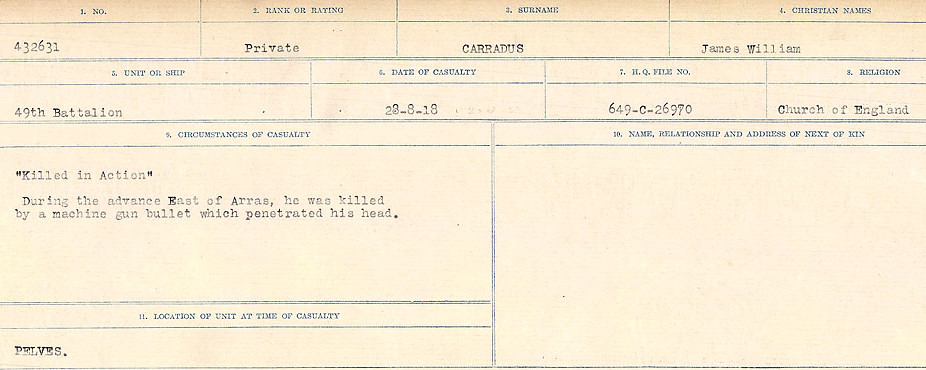 1. NO. 2. RANK OR RATING 3. SURNAME 4. CHRISTIAN NAMES
432631 Private CARRADUS James William
5. UNIT OR SHIP 6. DATE OF CASUALTY 7. H. Q. FILE NO. 8. RELIGION
49th Battalion 28-8-18 649-C-26970 Church of England
9. CIRCUMSTANCES OF CASUALTY 10. NAME, RELATIONSHIP AND ADDRESS OF NEXT OF KIN
"Killed in Action"
During the advance East of Arras, he was killed
by a machine gun bullet which penetrated his head.
11. LOCATION OF UNIT AT TIME OF CASUALTY
PELVES.